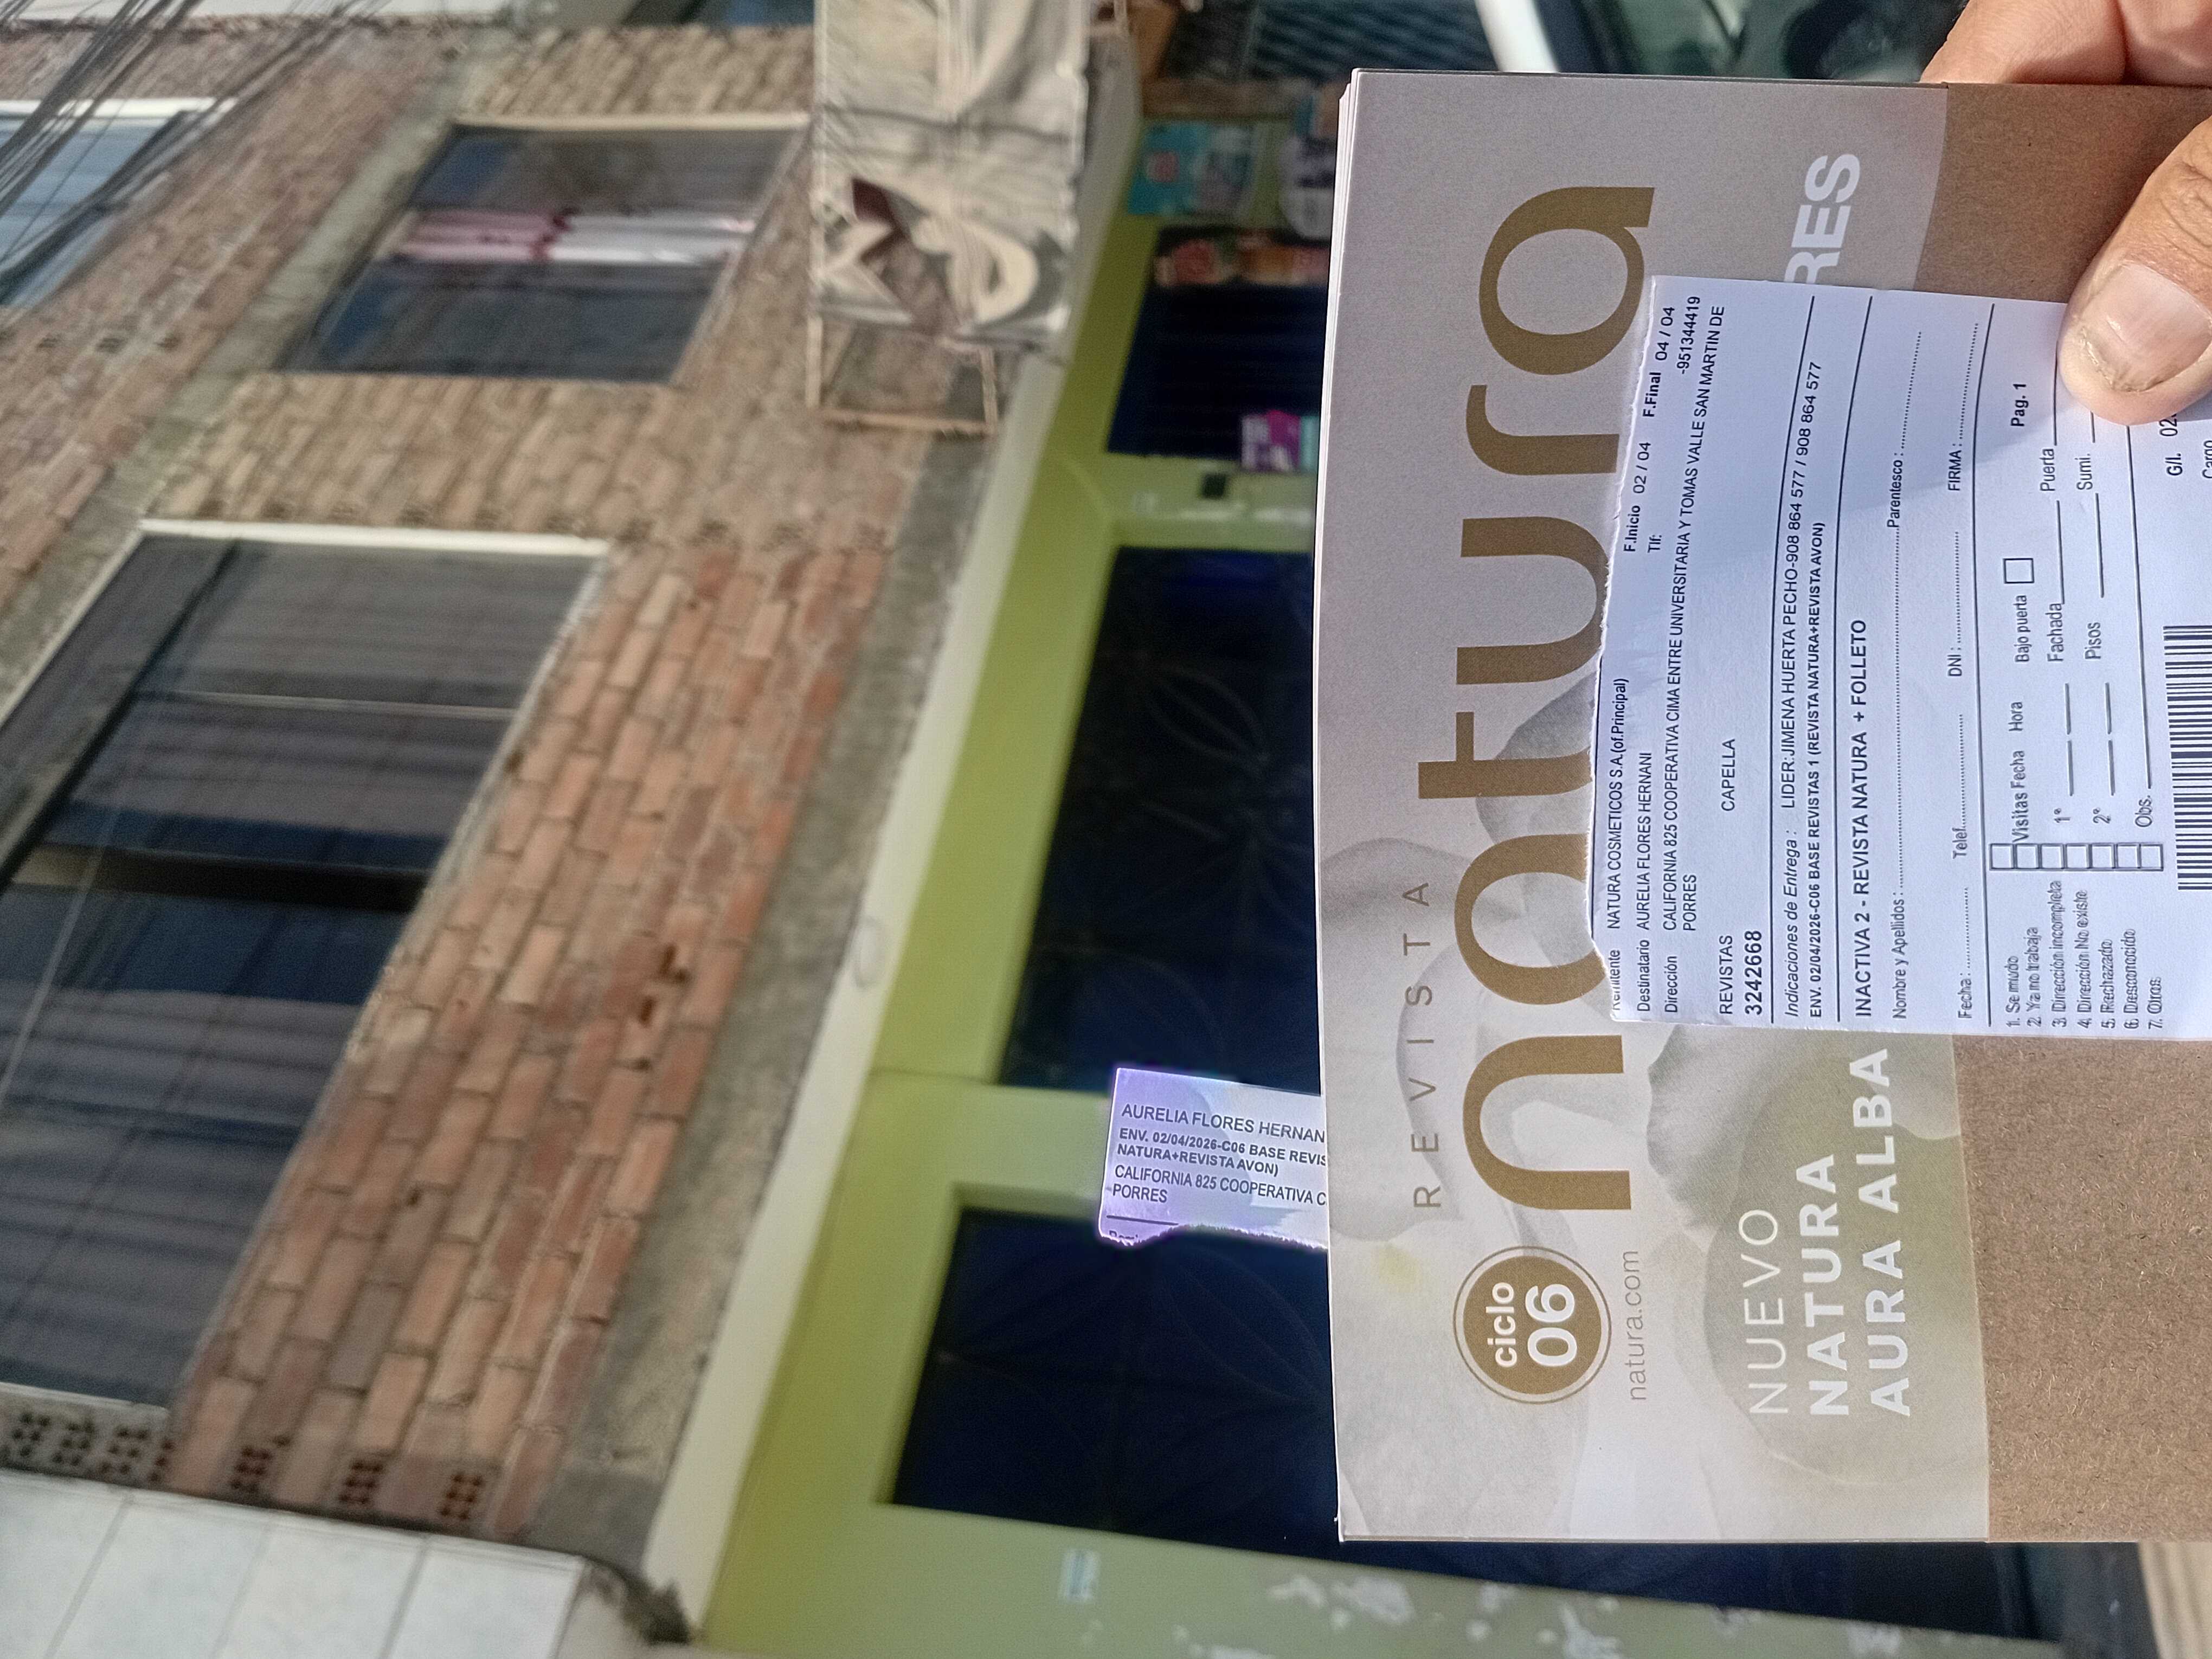 REVISTA
natura
ciclo
06
natura.com
NUEVO
NATURA
AURA ALBA
RES
AURELIA FLORES HERNAN
ENV. 02/04/2026-C06 BASE REVIS
NATURA+REVISTA AVON)
CALIFORNIA 825 COOPERATIVA C
PORRES
Remitente NATURA COSMETICOS S.A.(of.Principal) F.Inicio 02 / 04 F.Final 04 / 04
Destinatario AURELIA FLORES HERNANI Tlf: -951344419
Dirección CALIFORNIA 825 COOPERATIVA CIMA ENTRE UNIVERSITARIA Y TOMAS VALLE SAN MARTIN DE
PORRES
REVISTAS CAPELLA
3242668
Indicaciones de Entrega : LIDER:JIMENA HUERTA PECHO-908 864 577 / 908 864 577
ENV. 02/04/2026-C06 BASE REVISTAS 1 (REVISTA NATURA+REVISTA AVON)
INACTIVA 2 - REVISTA NATURA + FOLLETO
Nombre y Apellidos : Parentesco :
Fecha : Telef. DNI : FIRMA :
1. Se mudo
2. Ya no trabaja
3. Dirección incompleta
4. Dirección No existe
5. Rechazado
6. Desconocido
7. Otros
Visitas Fecha Hora Bajo puerta Pag. 1
1° Fachada Puerta
2° Pisos Sumi.
Obs.
G/I. 02
Cargo